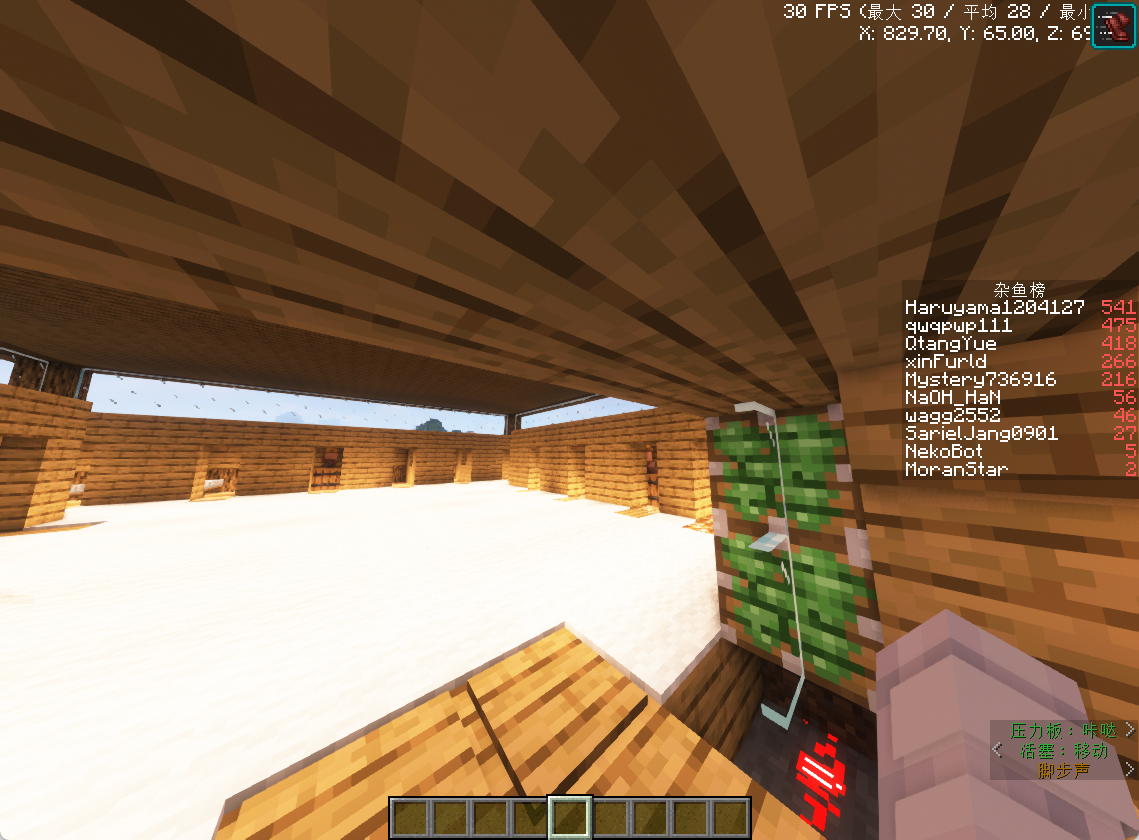 30 FPS (最大 30 / 平均 28 / 最小
X: 829.70, Y: 65.00, Z: 69
杂鱼榜
Haruyama1204127 541
qwqpwp111 475
QtangYue 418
xinFurld 266
Mystery736916 216
NaOH_HaN 56
wagg2552 46
SarielJang0901 27
NekoBot 5
MoranStar 2
压力板：咔哒 >
< 活塞：移动
脚步声 >